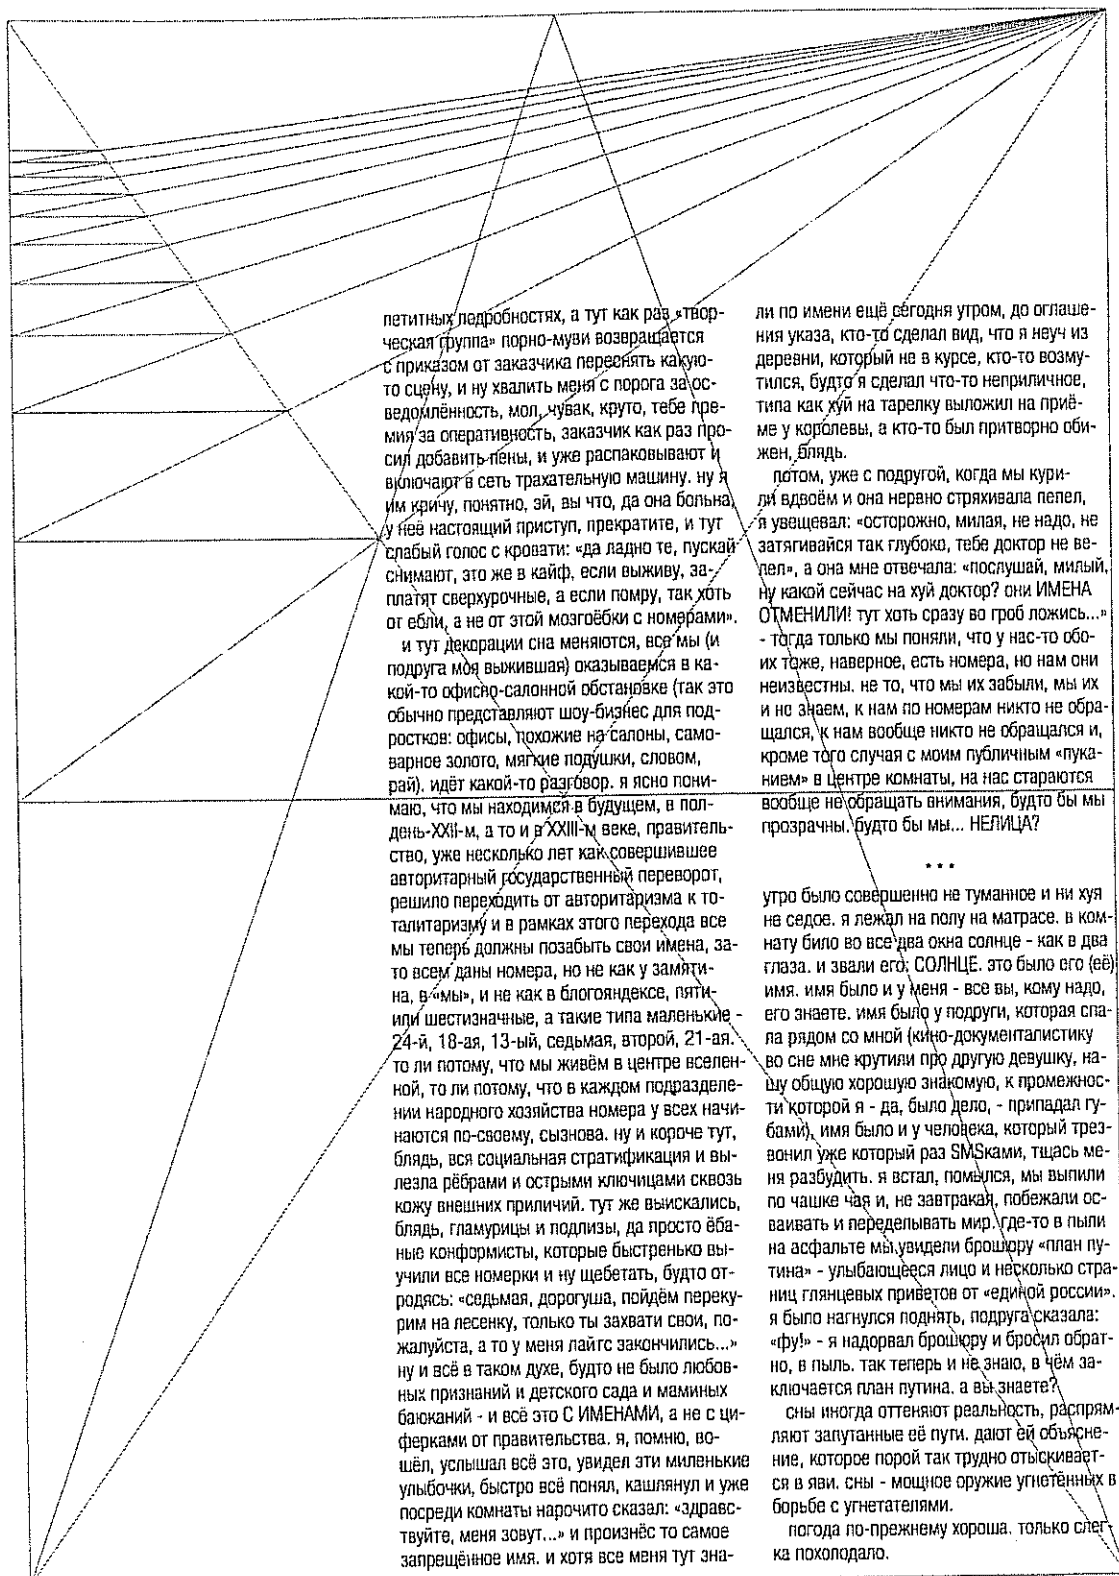 петитных подробностях, а тут как раз «твор-
ческая группа» порно-муви возвращается
с приказом от заказчика переснять какую-
то сцену, и ну хвалить меня с порога за ос-
ведомлённость, мол, чувак, круто, тебе пре-
мия за оперативность, заказчик как раз про-
сил добавить пены, и уже распаковывают и
включают в сеть трахательную машину. ну я
им кричу, понятно, эй, вы что, да она больна,
у неё настоящий приступ, прекратите, и тут
слабый голос с кровати: «да ладно те, пускай
снимают, это же в кайф, если выживу, за-
платят сверхурочные, а если помру, так хоть
от ебли, а не от этой мозгоёбки с номерами».
и тут декорации сна меняются, все мы (и
подруга моя выжившая) оказываемся в ка-
кой-то офисно-салонной обстановке (так это
обычно представляют шоу-бизнес для под-
ростков: офисы, похожие на салоны, само-
варное золото, мягкие подушки, словом,
рай). идёт какой-то разговор. я ясно пони-
маю, что мы находимся в будущем, в пол-
день-XXII-м, а то и в XXIII-м веке, правитель-
ство, уже несколько лет как совершившее
авторитарный государственный переворот,
решило переходить от авторитаризма к то-
талитаризму и в рамках этого перехода все
мы теперь должны позабыть свои имена, за-
то всем даны номера, но не как у замяти-
на, в «мы», и не как в блогояндексе, пяти-
или шестизначные, а такие типа маленькие -
24-й, 18-ая, 13-ый, седьмая, второй, 21-ая.
то ли потому, что мы живём в центре вселен-
ной, то ли потому, что в каждом подразделе-
нии народного хозяйства номера у всех начи-
наются по-своему, сызнова. ну и короче тут,
блядь, вся социальная стратификация и вы-
лезла рёбрами и острыми ключицами сквозь
кожу внешних приличий. тут же выискались,
блядь, гламурицы и подлизы, да просто ёба-
ные конформисты, которые быстренько вы-
учили все номерки и ну щебетать, будто от-
родясь: «седьмая, дорогуша, пойдём переку-
рим на лесенку, только ты захвати свои, по-
жалуйста, а то у меня лайтс закончились...»
ну и всё в таком духе, будто не было любов-
ных признаний и детского сада и маминых
баюканий - и всё это С ИМЕНАМИ, а не с ци-
ферками от правительства. я, помню, во-
шёл, услышал всё это, увидел эти миленькие
улыбочки, быстро всё понял, кашлянул и уже
посреди комнаты нарочито сказал: «здравс-
твуйте, меня зовут...» и произнёс то самое
запрещённое имя. и хотя все меня тут зна-
ли по имени ещё сегодня утром, до оглаше-
ния указа, кто-то сделал вид, что я неуч из
деревни, который не в курсе, кто-то возму-
тился, будто я сделал что-то неприличное,
типа как хуй на тарелку выложил на приё-
ме у королевы, а кто-то был притворно оби-
жен, блядь.
потом, уже с подругой, когда мы кури-
ли вдвоём и она нервно стряхивала пепел,
я увещевал: «осторожно, милая, не надо, не
затягивайся так глубоко, тебе доктор не ве-
лел», а она мне отвечала: «послушай, милый,
ну какой сейчас на хуй доктор? они ИМЕНА
ОТМЕНИЛИ! тут хоть сразу во гроб ложись...»
- тогда только мы поняли, что у нас-то обо-
их тоже, наверное, есть номера, но нам они
неизвестны. не то, что мы их забыли, мы их
и не знаем, к нам по номерам никто не обра-
щался, к нам вообще никто не обращался и,
кроме того случая с моим публичным «пука-
нием» в центре комнаты, на нас стараются
вообще не обращать внимания, будто бы мы
прозрачны. будто бы мы... НЕЛИЦА?
***
утро было совершенно не туманное и ни хуя
не седое. я лежал на полу на матрасе. в ком-
нату било во все два окна солнце - как в два
глаза. и звали его: СОЛНЦЕ. это было его (её)
имя. имя было и у меня - все вы, кому надо,
его знаете. имя было у подруги, которая спа-
ла рядом со мной (кино-документалистику
во сне мне крутили про другую девушку, на-
шу общую хорошую знакомую, к промежнос-
ти которой я - да, было дело, - припадал гу-
бами), имя было и у человека, который трез-
вонил уже который раз SMSками, тщась ме-
ня разбудить. я встал, помылся, мы выпили
по чашке чая и, не завтракая, побежали ос-
ваивать и переделывать мир. где-то в пыли
на асфальте мы увидели брошюру «план пу-
тина» - улыбающееся лицо и несколько стра-
ниц глянцевых приветов от «единой россии».
я было нагнулся поднять, подруга сказала:
«фу!» - я надорвал брошюру и бросил обрат-
но, в пыль. так теперь и не знаю, в чём за-
ключается план путина. а вы знаете?
сны иногда оттеняют реальность, распрям-
ляют запутанные её пути. дают ей объясне-
ние, которое порой так трудно отыскивает-
ся в яви. сны - мощное оружие угнетённых в
борьбе с угнетателями.
погода по-прежнему хороша, только слег-
ка похолодало.